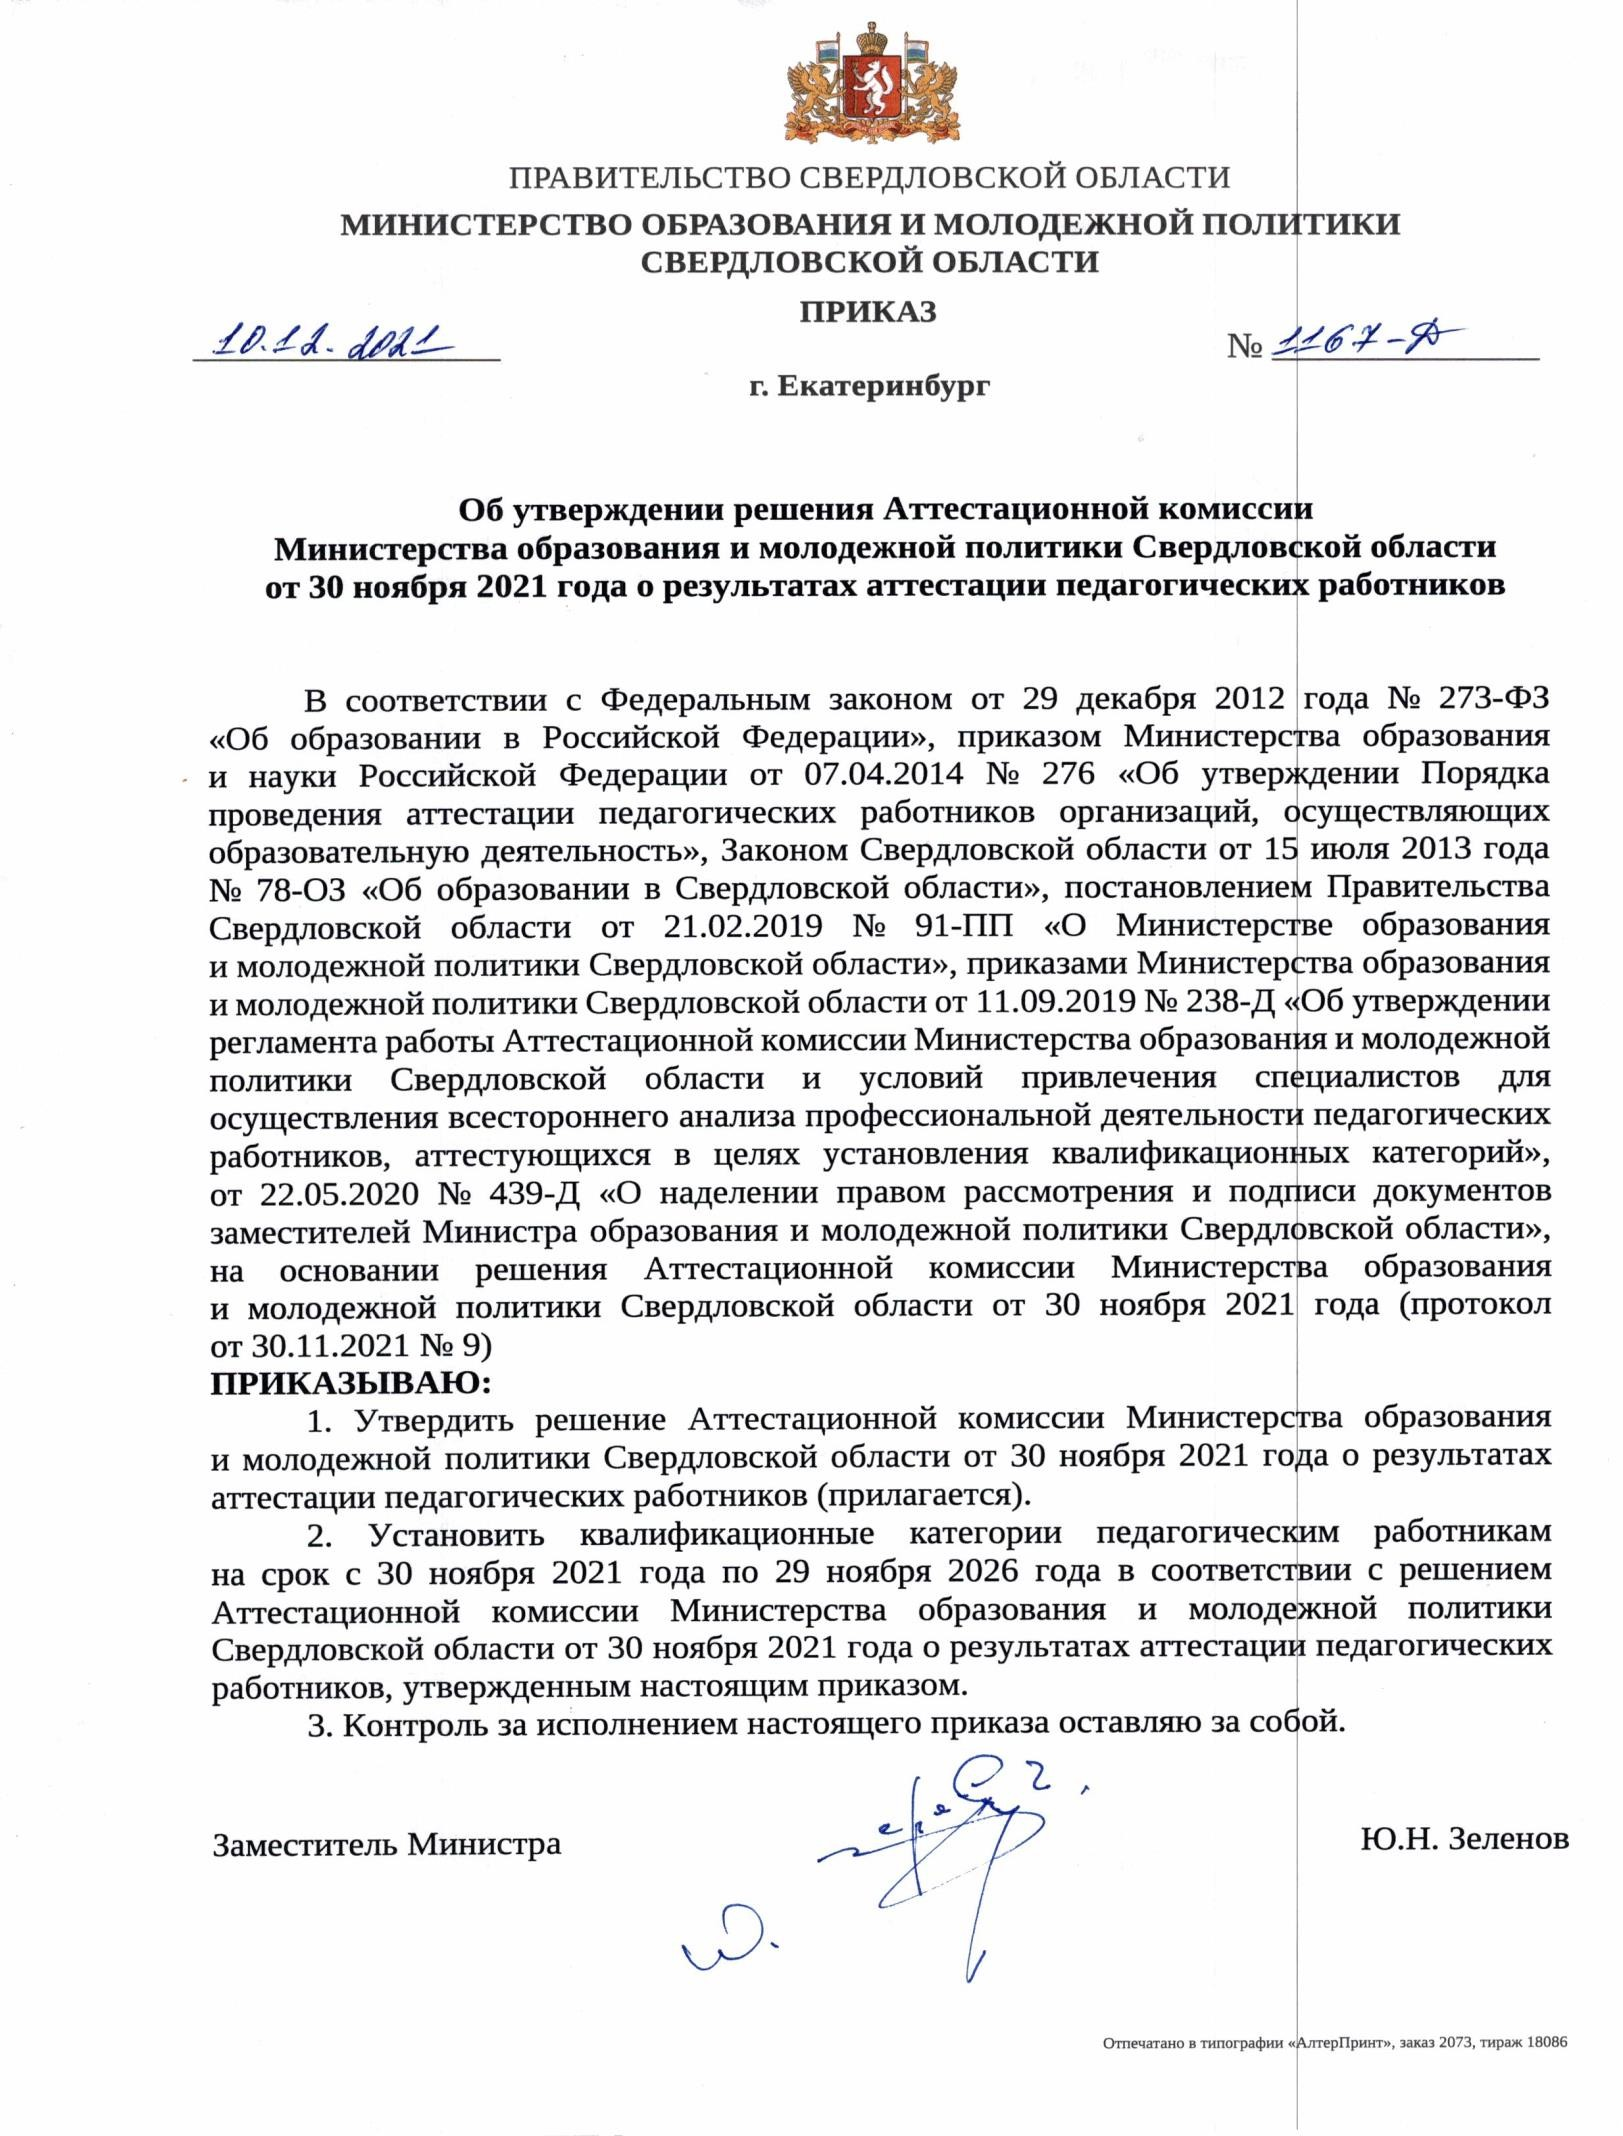 ПРАВИТЕЛЬСТВО СВЕРДЛОВСКОЙ ОБЛАСТИ
МИНИСТЕРСТВО ОБРАЗОВАНИЯ И МОЛОДЕЖНОЙ ПОЛИТИКИ
СВЕРДЛОВСКОЙ ОБЛАСТИ
ПРИКАЗ
10.12.2021 № 1167-Д
г. Екатеринбург
Об утверждении решения Аттестационной комиссии
Министерства образования и молодежной политики Свердловской области
от 30 ноября 2021 года о результатах аттестации педагогических работников
В соответствии с Федеральным законом от 29 декабря 2012 года № 273-ФЗ
«Об образовании в Российской Федерации», приказом Министерства образования
и науки Российской Федерации от 07.04.2014 № 276 «Об утверждении Порядка
проведения аттестации педагогических работников организаций, осуществляющих
образовательную деятельность», Законом Свердловской области от 15 июля 2013 года
№ 78-ОЗ «Об образовании в Свердловской области», постановлением Правительства
Свердловской области от 21.02.2019 № 91-ПП «О Министерстве образования
и молодежной политики Свердловской области», приказами Министерства образования
и молодежной политики Свердловской области от 11.09.2019 № 238-Д «Об утверждении
регламента работы Аттестационной комиссии Министерства образования и молодежной
политики Свердловской области и условий привлечения специалистов для
осуществления всестороннего анализа профессиональной деятельности педагогических
работников, аттестующихся в целях установления квалификационных категорий»,
от 22.05.2020 № 439-Д «О наделении правом рассмотрения и подписи документов
заместителей Министра образования и молодежной политики Свердловской области»,
на основании решения Аттестационной комиссии Министерства образования
и молодежной политики Свердловской области от 30 ноября 2021 года (протокол
от 30.11.2021 № 9)
ПРИКАЗЫВАЮ:
1. Утвердить решение Аттестационной комиссии Министерства образования
и молодежной политики Свердловской области от 30 ноября 2021 года о результатах
аттестации педагогических работников (прилагается).
2. Установить квалификационные категории педагогическим работникам
на срок с 30 ноября 2021 года по 29 ноября 2026 года в соответствии с решением
Аттестационной комиссии Министерства образования и молодежной политики
Свердловской области от 30 ноября 2021 года о результатах аттестации педагогических
работников, утвержденным настоящим приказом.
3. Контроль за исполнением настоящего приказа оставляю за собой.
Заместитель Министра Ю.Н. Зеленов
Отпечатано в типографии «АлтерПринт», заказ 2073, тираж 18086